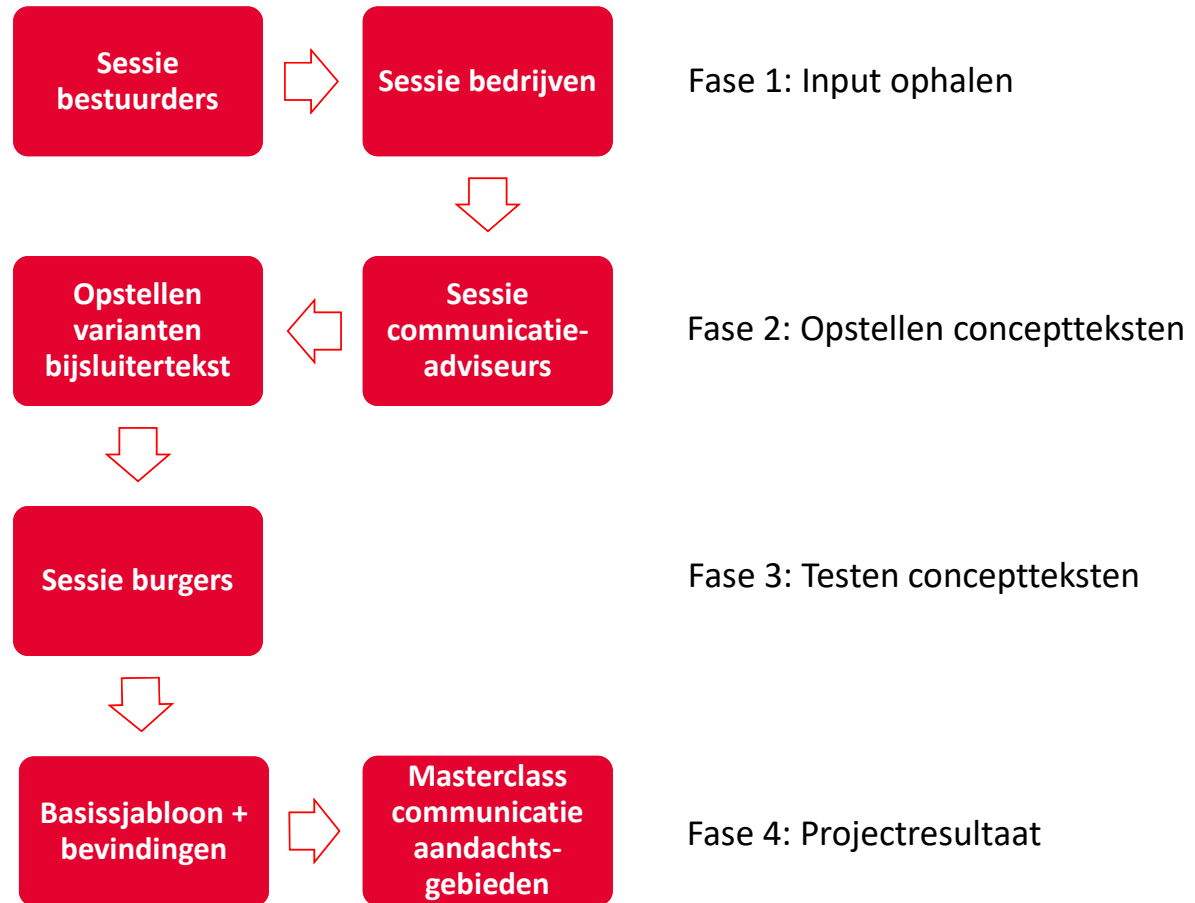 Sessie
bestuurders
Sessie bedrijven
Fase 1: Input ophalen
Opstellen
varianten
bijsluitertekst
Sessie
communicatie-
adviseurs
Fase 2: Opstellen conceptteksten
Sessie burgers
Fase 3: Testen conceptteksten
Basissjabloon +
bevindingen
Masterclass
communicatie
aandachts-
gebieden
Fase 4: Projectresultaat